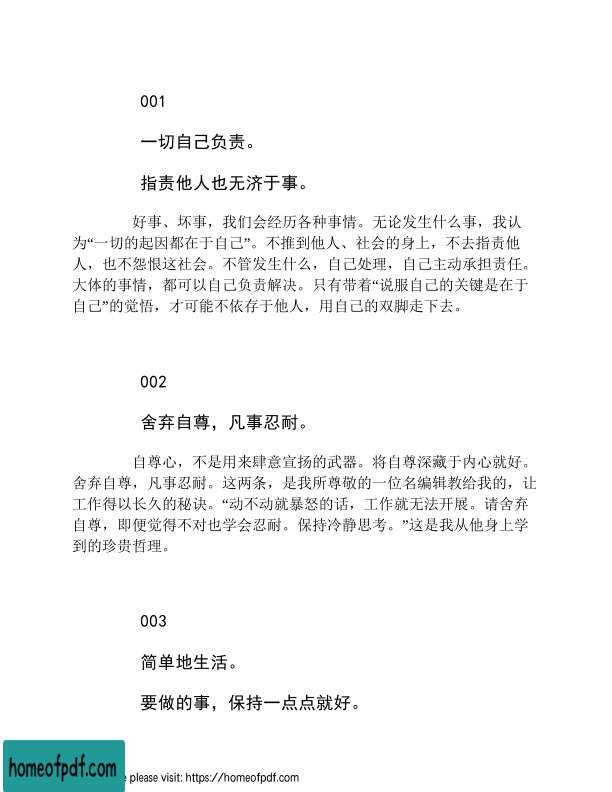 001
一切自己负责。
指责他人也无济于事。
好事、坏事，我们会经历各种事情。无论发生什么事，我认
为“一切的起因都在于自己”。不推到他人、社会的身上，不去指责他
人，也不怨恨这社会。不管发生什么，自己处理，自己主动承担责任。
大体的事情，都可以自己负责解决。只有带着“说服自己的关键是在于
自己”的觉悟，才可能不依存于他人，用自己的双脚走下去。
002
舍弃自尊，凡事忍耐。
自尊心，不是用来肆意宣扬的武器。将自尊深藏于内心就好。
舍弃自尊，凡事忍耐。这两条，是我所尊敬的一位名编辑教给我的，让
工作得以长久的秘诀。“动不动就暴怒的话，工作就无法开展。请舍弃
自尊，即便觉得不对也学会忍耐。保持冷静思考。”这是我从他身上学
到的珍贵哲理。
003
简单地生活。
要做的事，保持一点点就好。
homeofpdf.com
please visit: https://homeofpdf.com